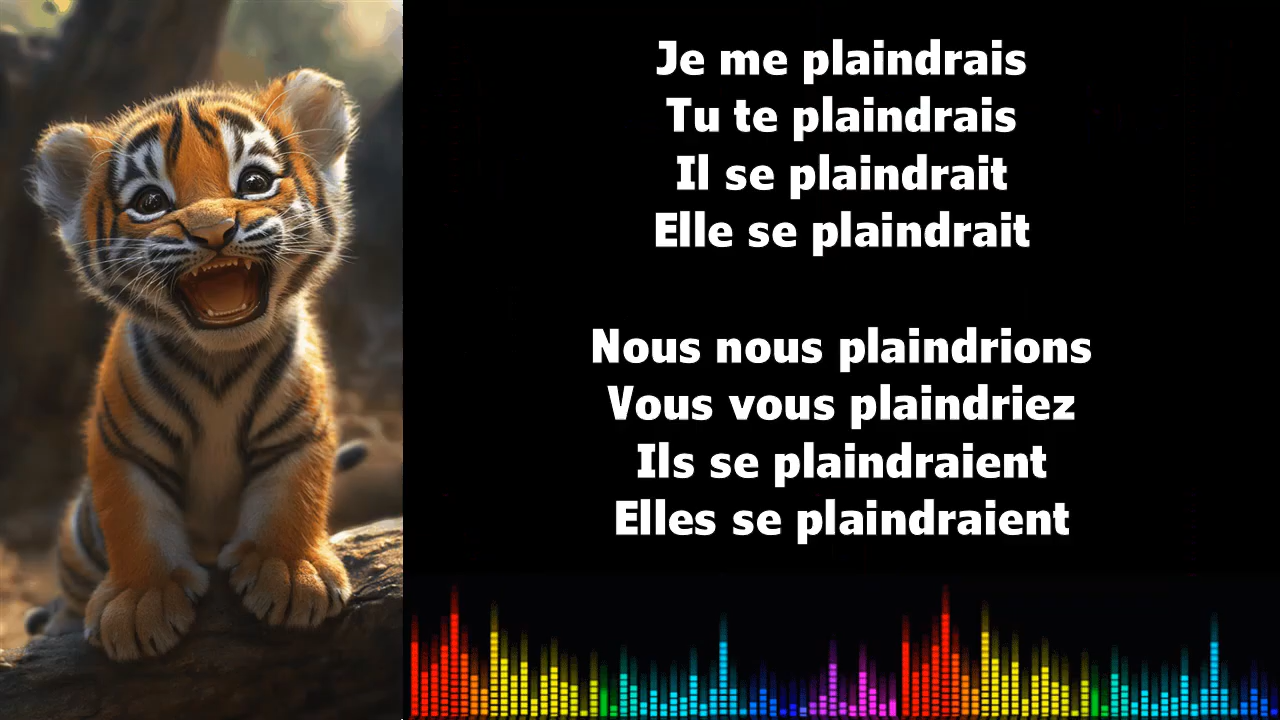 Je me plaindrais
Tu te plaindrais
Il se plaindrait
Elle se plaindrait
Nous nous plaindrions
Vous vous plaindriez
Ils se plaindraient
Elles se plaindraient